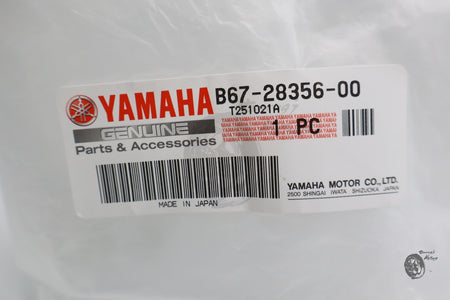 YAMAHA B67-28356-00
T251021A
GENUINE
1 PC
Parts & Accessories
YAMAHA MOTOR CO.,LTD.
2500 SHINGAI IWATA SHIZUOKA JAPAN
MADE IN JAPAN